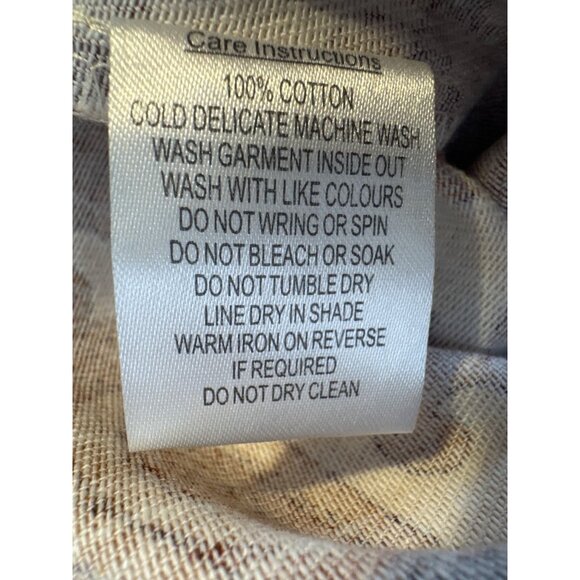 Care Instructions
100% COTTON
COLD DELICATE MACHINE WASH
WASH GARMENT INSIDE OUT
WASH WITH LIKE COLOURS
DO NOT WRING OR SPIN
DO NOT BLEACH OR SOAK
DO NOT TUMBLE DRY
LINE DRY IN SHADE
WARM IRON ON REVERSE
IF REQUIRED
DO NOT DRY CLEAN